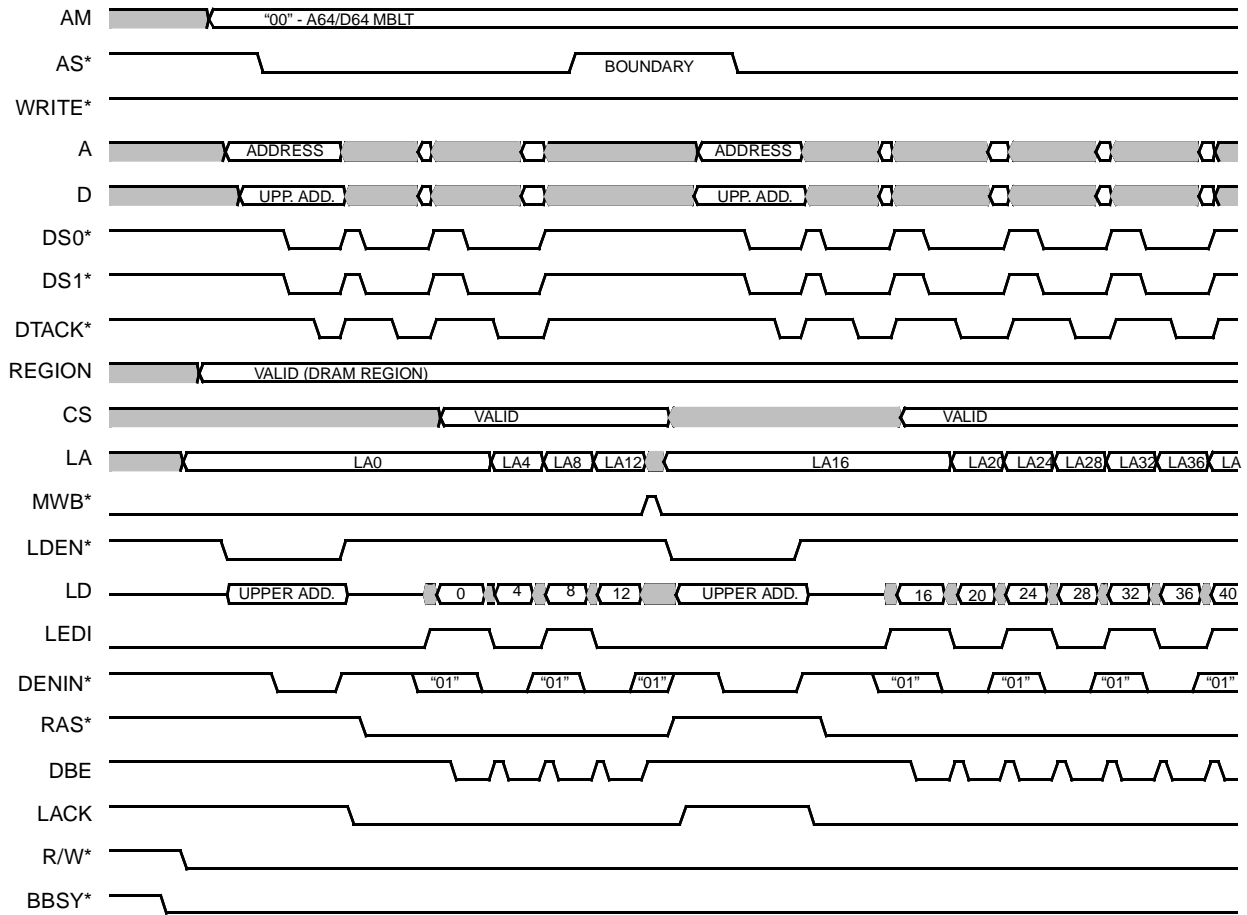 AM “00” - A64/D64 MBLT
AS* BOUNDARY
WRITE*
A ADDRESS ADDRESS
D UPP. ADD. UPP. ADD.
DS0*
DS1*
DTACK*
REGION VALID (DRAM REGION)
CS VALID VALID
LA LA0 LA4 LA8 LA12 LA16 LA20 LA24 LA28 LA32 LA36 LA
MWB*
LDEN*
LD UPPER ADD. 0 4 8 12 UPPER ADD. 16 20 24 28 32 36 40
LEDI
DENIN* “01” “01” “01” “01” “01” “01” “01”
RAS*
DBE
LACK
R/W*
BBSY*